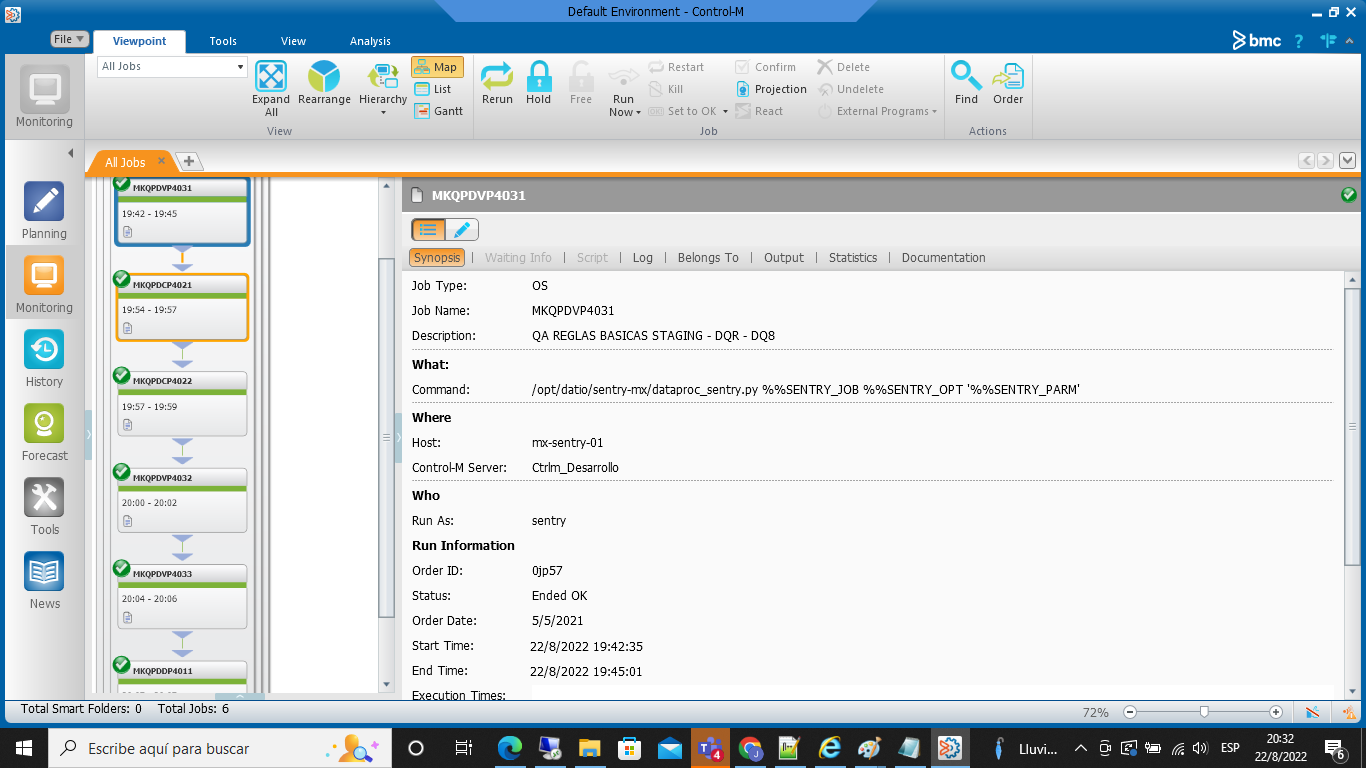 Default Environment - Control-M
File
Viewpoint
Tools
View
Analysis
bmc
?
All Jobs
Expand All
Rearrange
Hierarchy
Map
List
Gantt
View
Rerun
Hold
Free
Run Now
Restart
Kill
Set to OK
Confirm
Projection
React
Delete
Undelete
External Programs
Job
Find
Order
Actions
Monitoring
Planning
Monitoring
History
Forecast
Tools
News
All Jobs
MKQPDVP4031
19:42 - 19:45
MKQPDCP4021
19:54 - 19:57
MKQPDCP4022
19:57 - 19:59
MKQPDVP4032
20:00 - 20:02
MKQPDVP4033
20:04 - 20:06
MKQPDDP4011
MKQPDVP4031
Synopsis | Waiting Info | Script | Log | Belongs To | Output | Statistics | Documentation
Job Type: OS
Job Name: MKQPDVP4031
Description: QA REGLAS BASICAS STAGING - DQR - DQ8
What:
Command: /opt/datio/sentry-mx/dataproc_sentry.py %%SENTRY_JOB %%SENTRY_OPT '%%SENTRY_PARM'
Where
Host: mx-sentry-01
Control-M Server: Ctrlm_Desarrollo
Who
Run As: sentry
Run Information
Order ID: 0jp57
Status: Ended OK
Order Date: 5/5/2021
Start Time: 22/8/2022 19:42:35
End Time: 22/8/2022 19:45:01
Execution Times:
Total Smart Folders: 0 Total Jobs: 6
72%
Escribe aquí para buscar
4
Lluvi...
ESP
20:32
22/8/2022
6